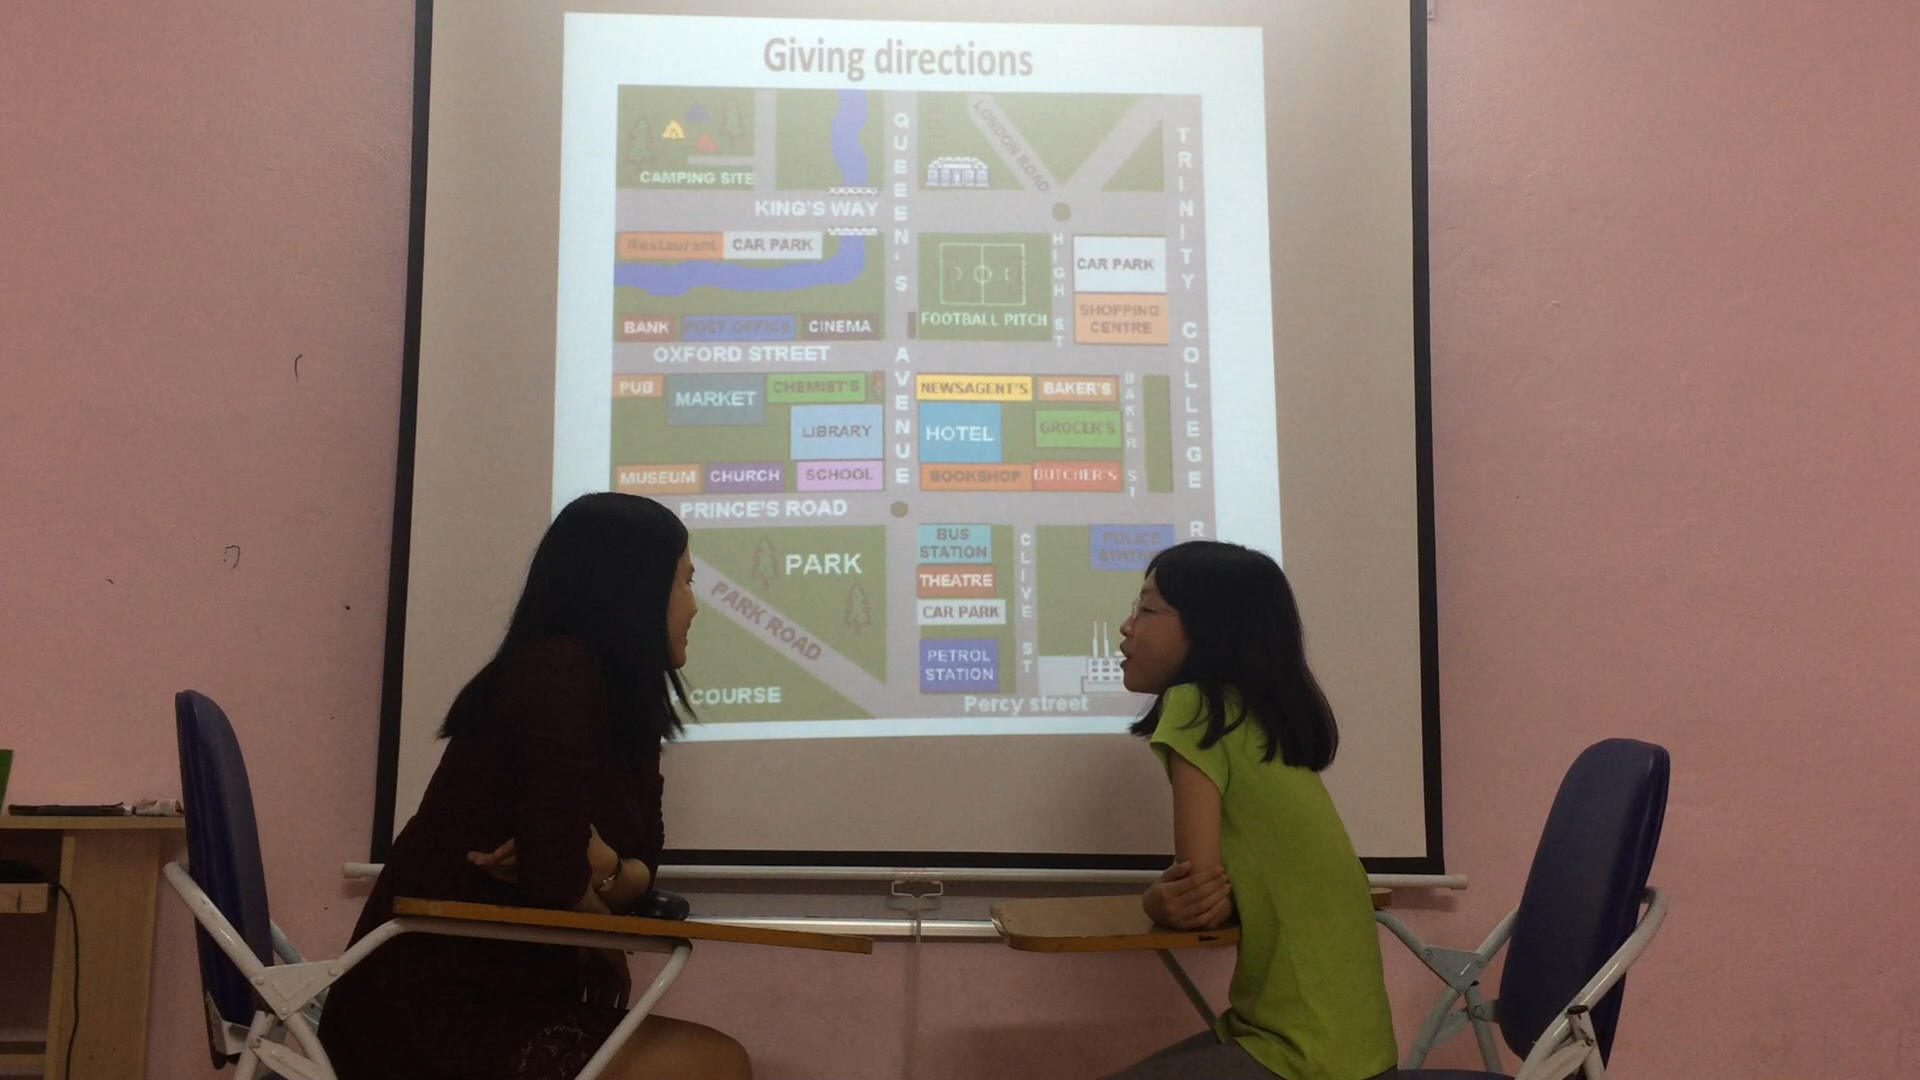 Giving directions
CAMPING SITE
QUEEN'S AVENUE
LONDON ROAD
TRINITY COLLEGE R
KING'S WAY
Restaurant
CAR PARK
HIGH ST
CAR PARK
SHOPPING
CENTRE
FOOTBALL PITCH
BANK
POST OFFICE
CINEMA
OXFORD STREET
PUB
MARKET
CHEMIST'S
NEWSAGENT'S
BAKER'S
BAKER ST
LIBRARY
HOTEL
GROCER'S
MUSEUM
CHURCH
SCHOOL
BOOKSHOP
BUTCHER'S
PRINCE'S ROAD
PARK
PARK ROAD
BUS
STATION
THEATRE
CAR PARK
CLIVE ST
POLICE
STATION
PETROL
STATION
COURSE
Percy street